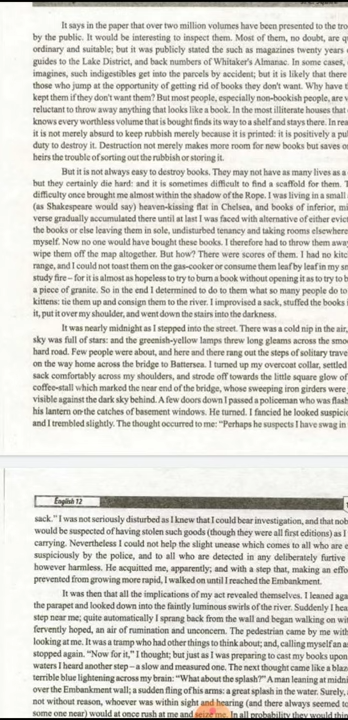 It says in the paper that over two million volumes have been presented to the tro
by the public. It would be interesting to inspect them. Most of them, no doubt, are q
ordinary and suitable; but it was publicly stated that such as magazines twenty years
guides to the Lake District, and back numbers of Whitaker's Almanac. In some cases,
imagines, such indigestibles get into the parcels by accident; but it is likely that there
those who jump at the opportunity of getting rid of books they don't want. Why have t
kept them if they don't want them? But most people, especially non-bookish people, are v
reluctant to throw away anything that looks like a book. In the most illiterate houses that
knows every worthless volume that is bought finds its way to a shelf and stays there. In rea
it is not merely absurd to keep rubbish merely because it is printed: it is positively a pu
duty to destroy it. Destruction not merely makes more room for new books but saves o
heirs the trouble of sorting out the rubbish or storing it.
But it is not always easy to destroy books. They may not have as many lives as a
but they certainly die hard: and it is sometimes difficult to find a scaffold for them. T
difficulty once brought me almost within the shadow of the Rope. I was living in a small
(as Shakespeare would say) heaven-kissing flat in Chelsea, and books of inferior, mi
verse gradually accumulated there until at last I was faced with alternative of either evict
the books or else leaving them in sole, undisturbed tenancy and taking rooms elsewhere
myself. Now no one would have bought these books. I therefore had to throw them away
wipe them off the map altogether. But how? There were scores of them. I had no kitc
range, and I could not toast them on the gas-cooker or consume them leaf by leaf in my sm
study fire – for it is almost as hopeless to try to burn a book without opening it as to try to b
a piece of granite. So in the end I determined to do to them what so many people do to
kittens: tie them up and consign them to the river. I improvised a sack, stuffed the books i
it, put it over my shoulder, and went down the stairs into the darkness.
It was nearly midnight as I stepped into the street. There was a cold nip in the air,
sky was full of stars: and the greenish-yellow lamps threw long gleams across the smoo
hard road. Few people were about, and here and there rang out the steps of solitary trave
on the way home across the bridge to Battersea. I turned up my overcoat collar, settled
sack comfortably across my shoulders, and strode off towards the little square glow of
coffee-stall which marked the near end of the bridge, whose sweeping iron girders were
visible against the dark sky behind. A few doors down I passed a policeman who was flash
his lantern on the catches of basement windows. He turned. I fancied he looked suspicio
and I trembled slightly. The thought occurred to me: "Perhaps he suspects I have swag in
English 12
sack." I was not seriously disturbed as I knew that I could bear investigation, and that nob
would be suspected of having stolen such goods (though they were all first editions) as I
carrying. Nevertheless I could not help the slight unease which comes to all who are e
suspiciously by the police, and to all who are detected in any deliberately furtive
however harmless. He acquitted me, apparently; and with a step that, making an effo
prevented from growing more rapid, I walked on until I reached the Embankment.
It was then that all the implications of my act revealed themselves. I leaned aga
the parapet and looked down into the faintly luminous swirls of the river. Suddenly I hea
step near me; quite automatically I sprang back from the wall and began walking on wit
fervently hoped, an air of rumination and unconcern. The pedestrian came by me with
looking at me. It was a tramp who had other things to think about; and, calling myself an a
stopped again. "Now for it," I thought; but just as I was preparing to cast my books upon
waters I heard another step – a slow and measured one. The next thought came like a blaz
terrible blue lightening across my brain: "What about the splash?" A man leaning at midni
over the Embankment wall; a sudden fling of his arms: a great splash in the water. Surely,
not without reason, whoever was within sight and hearing (and there always seemed to
some one near) would at once rush at me and seize me. In all probability they would thin